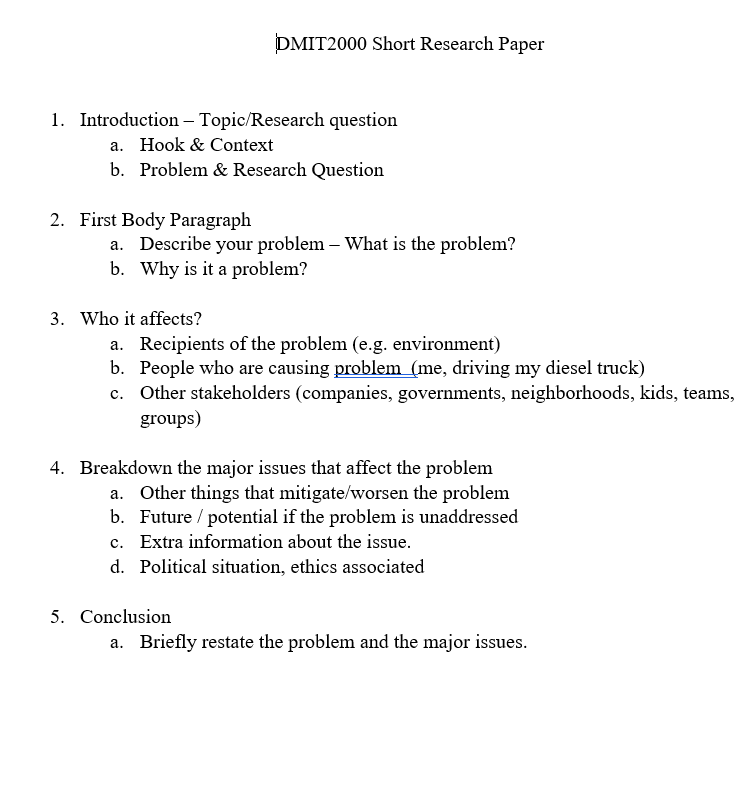 DMIT2000 Short Research Paper
1. Introduction – Topic/Research question
a. Hook & Context
b. Problem & Research Question
2. First Body Paragraph
a. Describe your problem – What is the problem?
b. Why is it a problem?
3. Who it affects?
a. Recipients of the problem (e.g. environment)
b. People who are causing problem  (me, driving my diesel truck)
c. Other stakeholders (companies, governments, neighborhoods, kids, teams,
groups)
4. Breakdown the major issues that affect the problem
a. Other things that mitigate/worsen the problem
b. Future / potential if the problem is unaddressed
c. Extra information about the issue.
d. Political situation, ethics associated
5. Conclusion
a. Briefly restate the problem and the major issues.